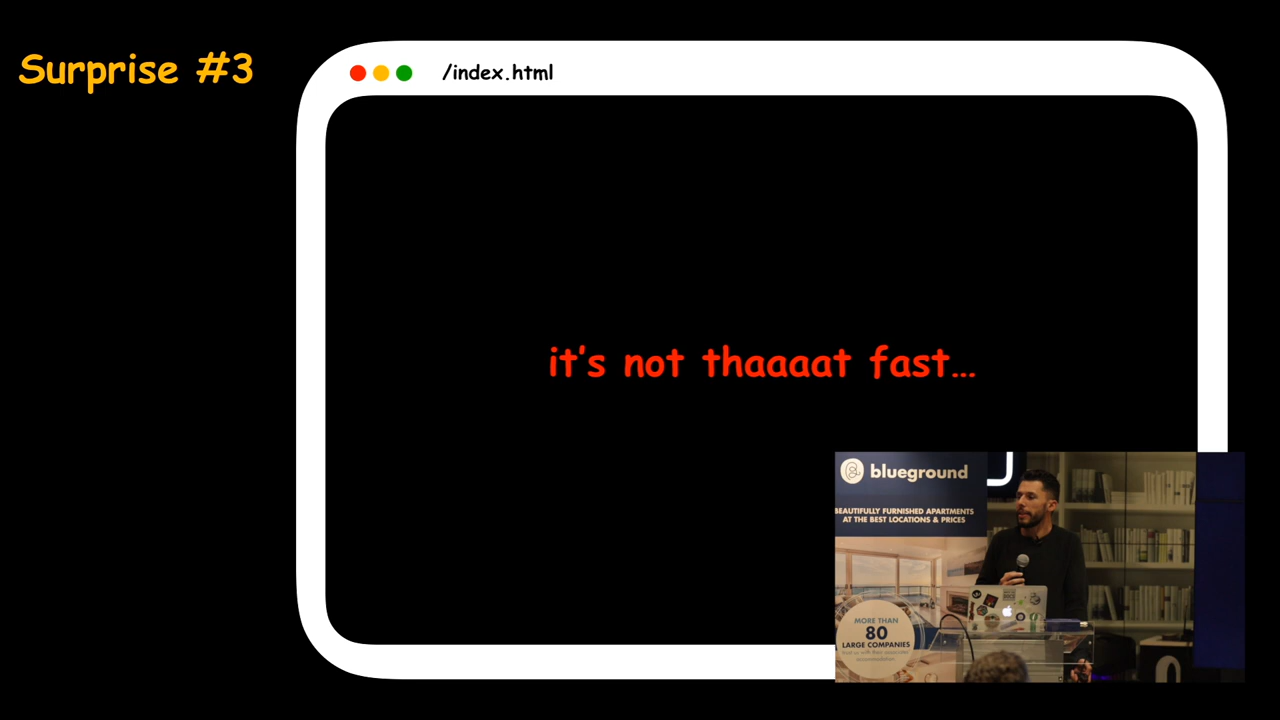 Surprise #3
/index.html
it's not thaaaat fast...
blueground
BEAUTIFULLY FURNISHED APARTMENTS
AT THE BEST LOCATIONS & PRICES
MORE THAN
80
LARGE COMPANIES